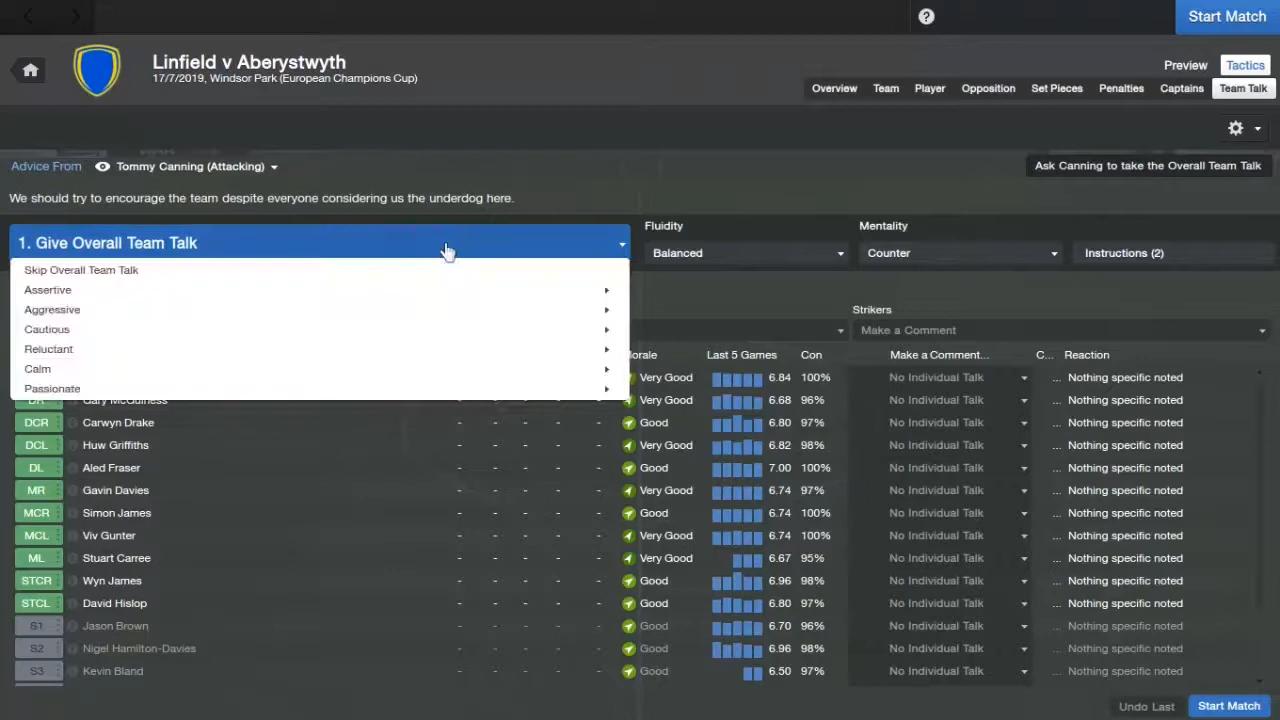 Start Match
Linfield v Aberystwyth
17/7/2019, Windsor Park (European Champions Cup)
Preview Tactics
Overview Team Player Opposition Set Pieces Penalties Captains Team Talk
Advice From Tommy Canning (Attacking)
Ask Canning to take the Overall Team Talk
We should try to encourage the team despite everyone considering us the underdog here.
1. Give Overall Team Talk
Fluidity Mentality
Balanced Counter Instructions (2)
Skip Overall Team Talk
Assertive
Aggressive
Cautious
Reluctant
Calm
Passionate
Strikers
Make a Comment
Last 5 Games Con Make a Comment... C... Reaction
Very Good 6.84 100% No Individual Talk ... Nothing specific noted
DR Gary McGuiness Very Good 6.68 96% No Individual Talk ... Nothing specific noted
DCR Carwyn Drake - - - - - Good 6.80 97% No Individual Talk ... Nothing specific noted
DCL Huw Griffiths - - - - - Very Good 6.82 98% No Individual Talk ... Nothing specific noted
DL Aled Fraser - - - - - Good 7.00 100% No Individual Talk ... Nothing specific noted
MR Gavin Davies - - - - - Very Good 6.74 97% No Individual Talk ... Nothing specific noted
MCR Simon James - - - - - Good 6.74 97% No Individual Talk ... Nothing specific noted
MCL Viv Gunter - - - - - Very Good 6.74 100% No Individual Talk ... Nothing specific noted
ML Stuart Carree - - - - - Very Good 6.67 95% No Individual Talk ... Nothing specific noted
STCR Wyn James - - - - - Good 6.96 98% No Individual Talk ... Nothing specific noted
STCL David Hislop - - - - - Good 6.80 97% No Individual Talk ... Nothing specific noted
S1 Jason Brown - - - - - Good 6.70 96% No Individual Talk ... Nothing specific noted
S2 Nigel Hamilton-Davies - - - - - Good 6.96 98% No Individual Talk ... Nothing specific noted
S3 Kevin Bland - - - - - Good 6.50 97% No Individual Talk ... Nothing specific noted
Undo Last Start Match